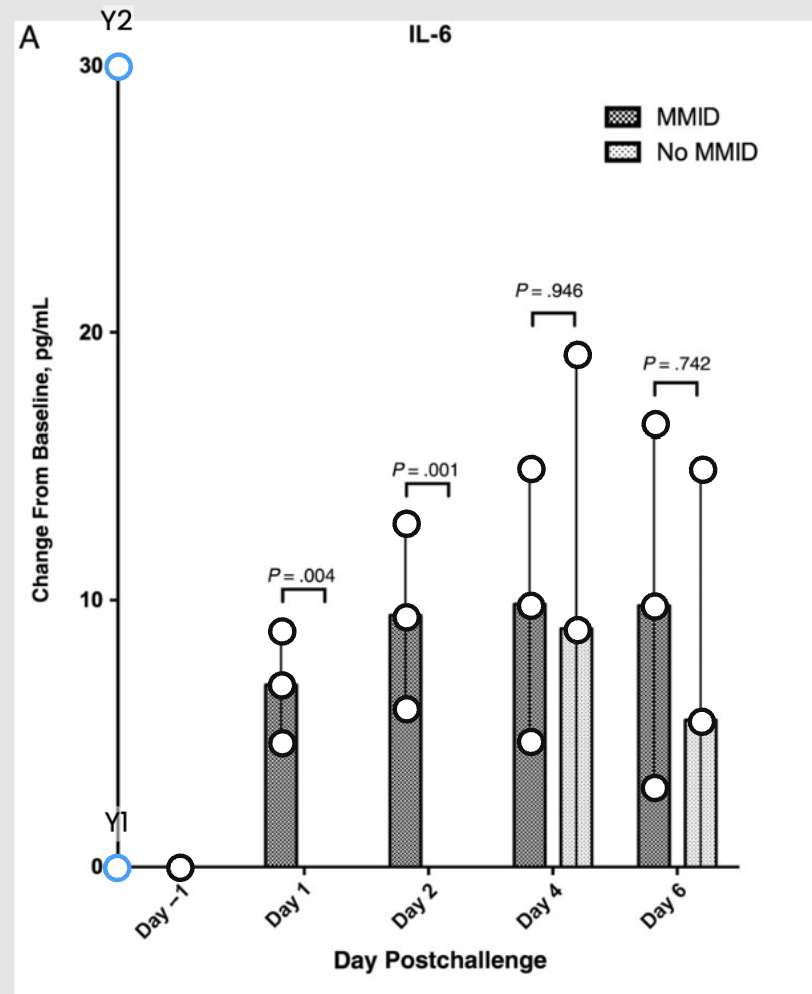 Y2
A
IL-6
30
MMID
No MMID
P = .946
20
P = .742
P = .001
Change From Baseline, pg/mL
P = .004
10
Y1
0
Day –1
Day 1
Day 2
Day 4
Day 6
Day Postchallenge